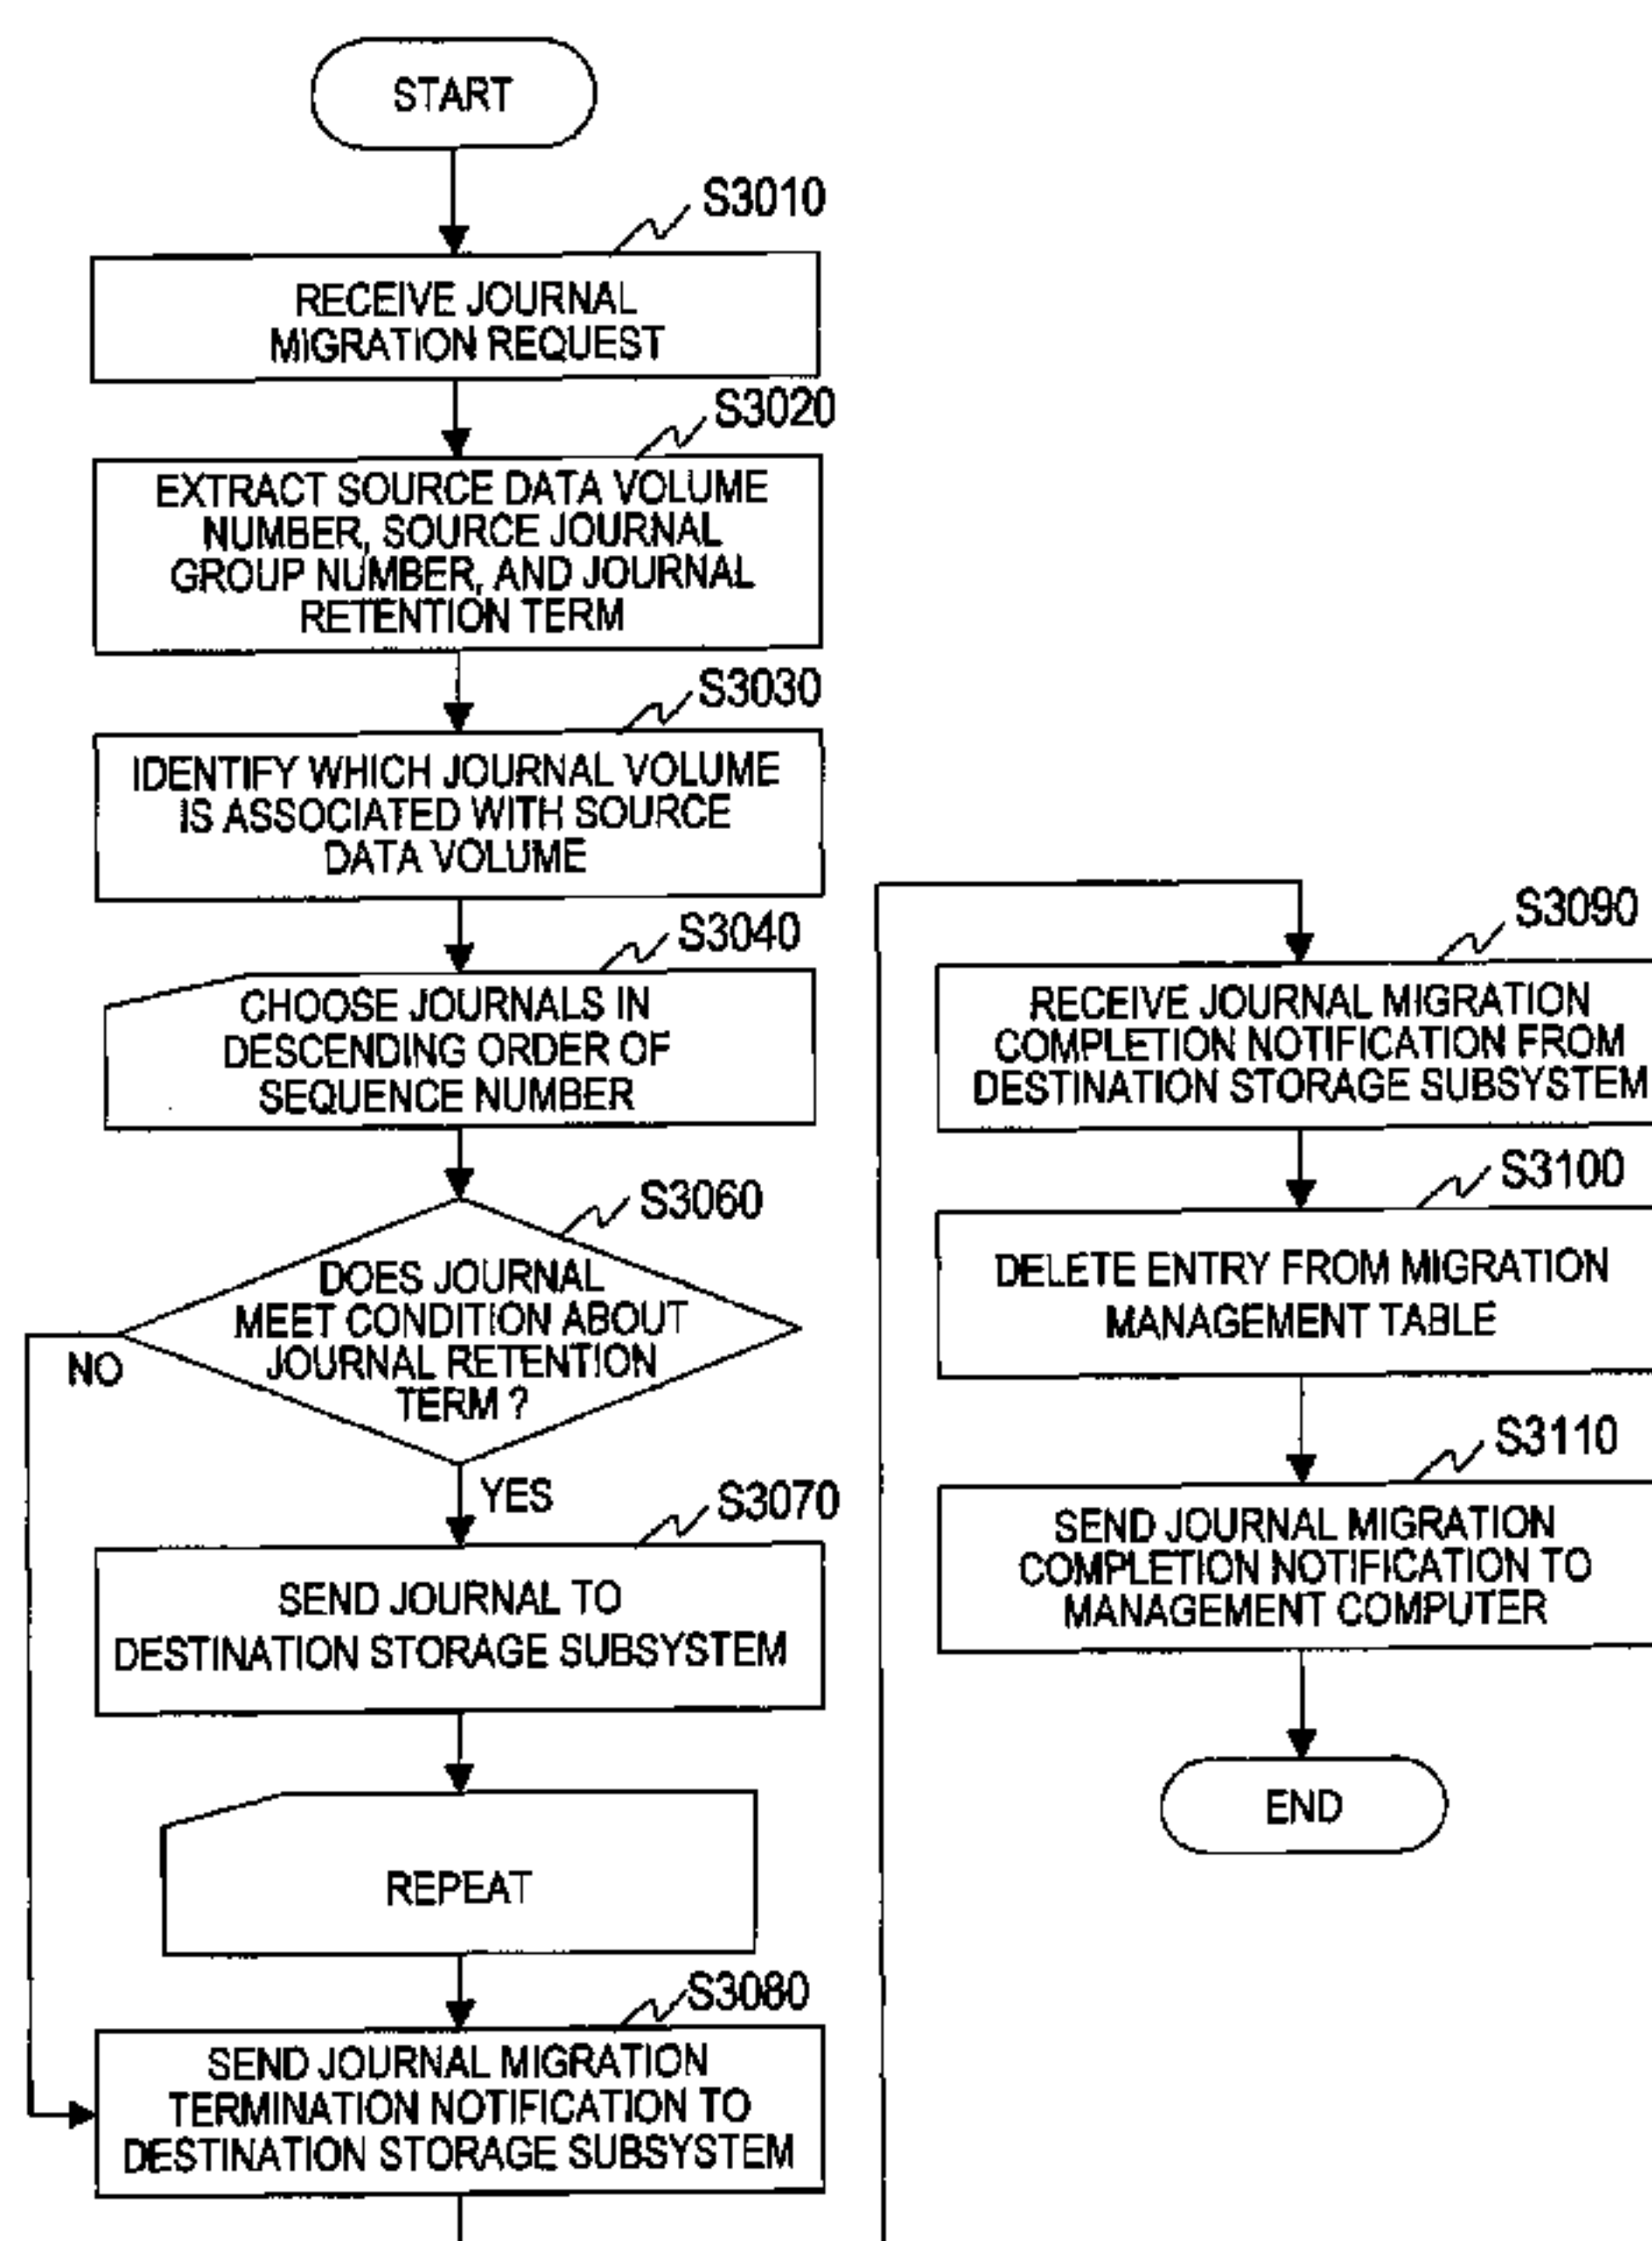 START
S3010
RECEIVE JOURNAL
MIGRATION REQUEST
S3020
EXTRACT SOURCE DATA VOLUME
NUMBER, SOURCE JOURNAL
GROUP NUMBER, AND JOURNAL
RETENTION TERM
S3030
IDENTIFY WHICH JOURNAL VOLUME
IS ASSOCIATED WITH SOURCE
DATA VOLUME
S3040
CHOOSE JOURNALS IN
DESCENDING ORDER OF
SEQUENCE NUMBER
S3060
DOES JOURNAL
MEET CONDITION ABOUT
JOURNAL RETENTION
TERM ?
NO
YES
S3070
SEND JOURNAL TO
DESTINATION STORAGE SUBSYSTEM
REPEAT
S3080
SEND JOURNAL MIGRATION
TERMINATION NOTIFICATION TO
DESTINATION STORAGE SUBSYSTEM
S3090
RECEIVE JOURNAL MIGRATION
COMPLETION NOTIFICATION FROM
DESTINATION STORAGE SUBSYSTEM
S3100
DELETE ENTRY FROM MIGRATION
MANAGEMENT TABLE
S3110
SEND JOURNAL MIGRATION
COMPLETION NOTIFICATION TO
MANAGEMENT COMPUTER
END